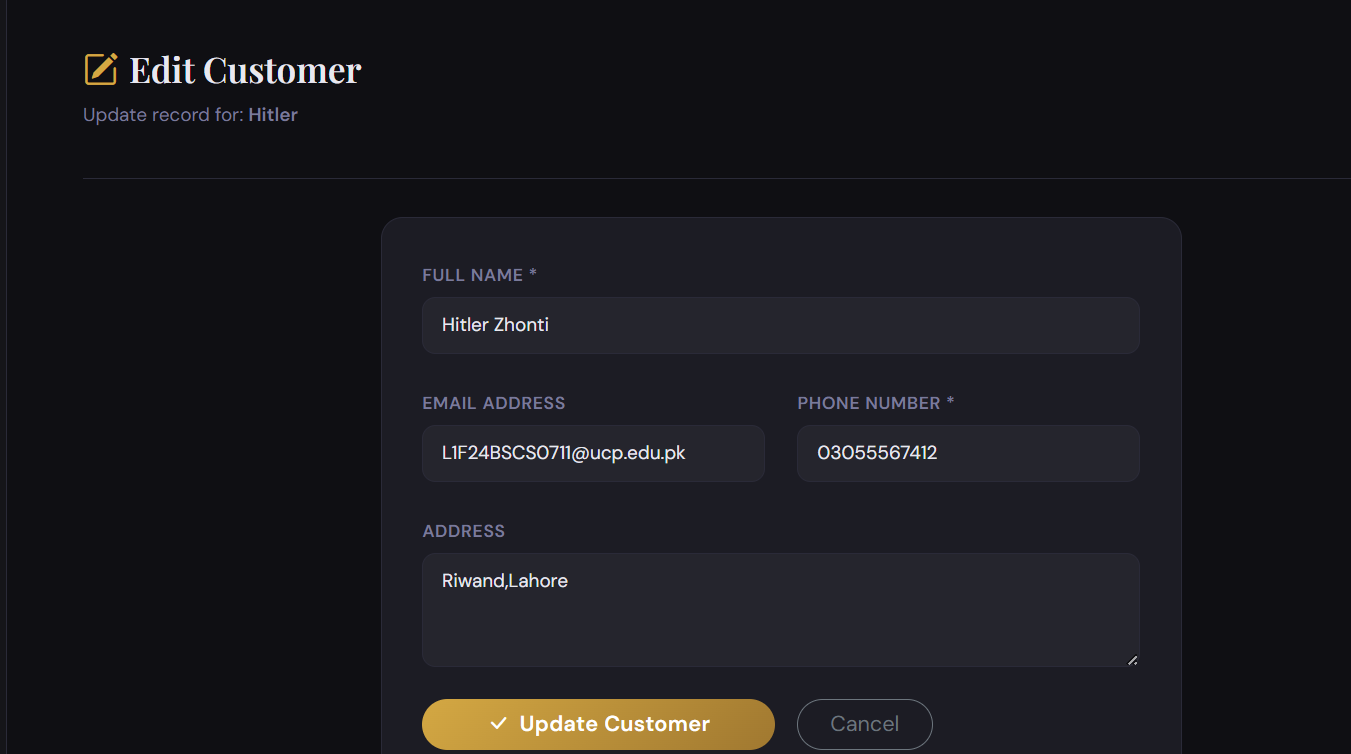 Edit Customer
Update record for: Hitler
FULL NAME *
Hitler Zhonti
EMAIL ADDRESS
L1F24BSCS0711@ucp.edu.pk
PHONE NUMBER *
03055567412
ADDRESS
Riwand,Lahore
Update Customer
Cancel